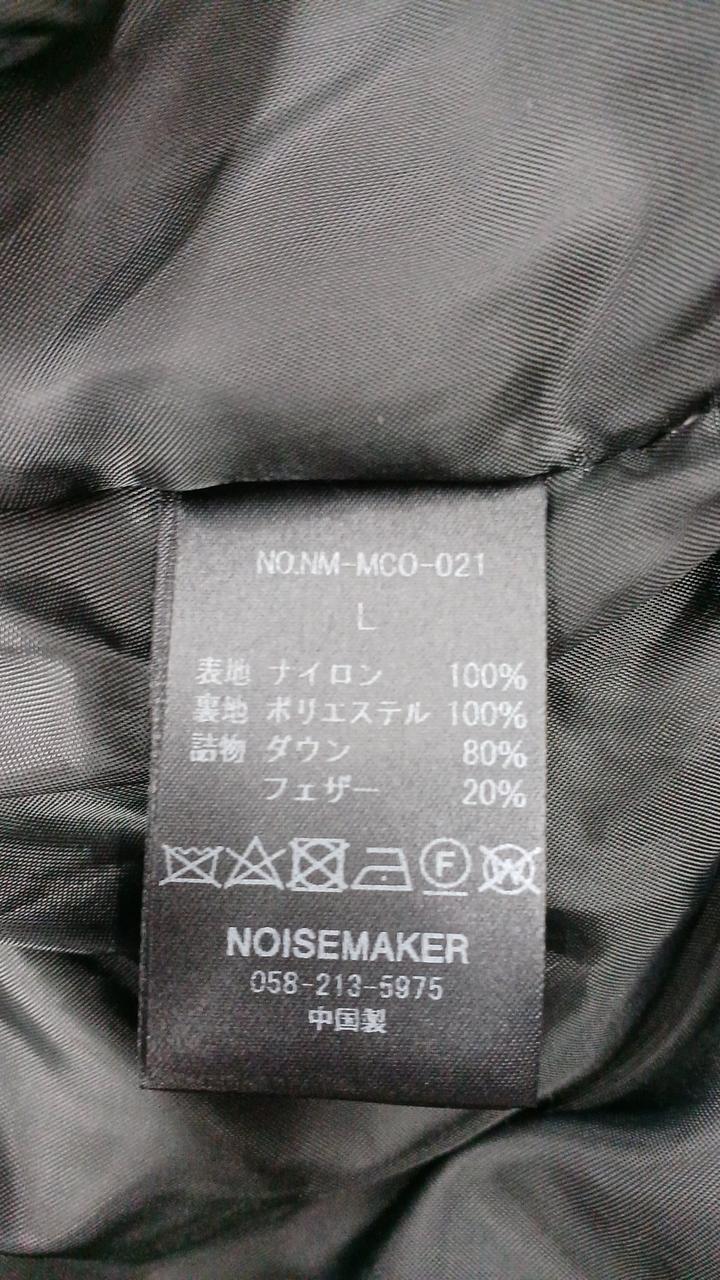 NO.NM-MCO-021
L
表地 ナイロン 100%
裏地 ポリエステル 100%
詰物 ダウン 80%
フェザー 20%
F W
NOISEMAKER
058-213-5975
中国製